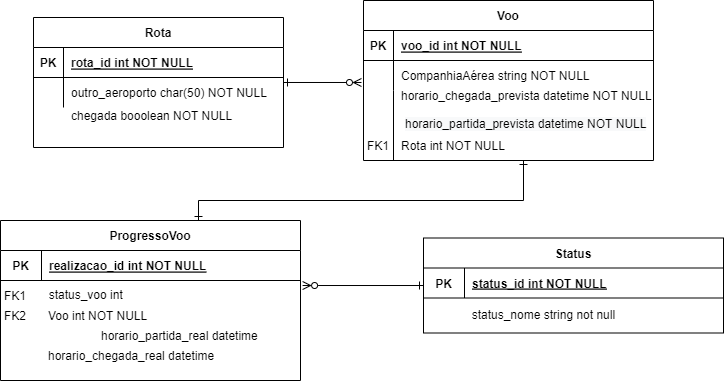 Rota
PK rota_id int NOT NULL
outro_aeroporto char(50) NOT NULL
chegada booolean NOT NULL
Voo
PK voo_id int NOT NULL
CompanhiaAérea string NOT NULL
horario_chegada_prevista datetime NOT NULL
horario_partida_prevista datetime NOT NULL
FK1 Rota int NOT NULL
ProgressoVoo
PK realizacao_id int NOT NULL
FK1 status_voo int
FK2 Voo int NOT NULL
horario_partida_real datetime
horario_chegada_real datetime
Status
PK status_id int NOT NULL
status_nome string not null